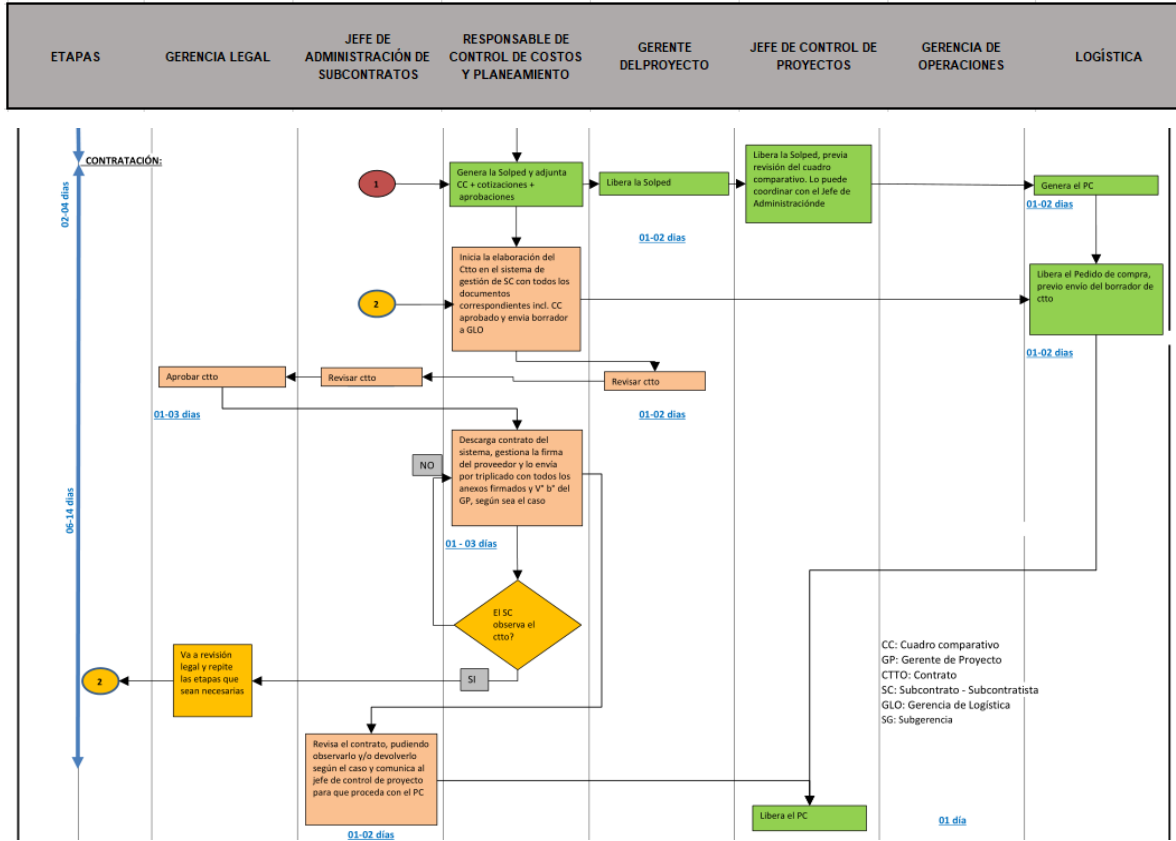 ETAPAS
GERENCIA LEGAL
JEFE DE
ADMINISTRACIÓN DE
SUBCONTRATOS
RESPONSABLE DE
CONTROL DE COSTOS
Y PLANEAMIENTO
GERENTE
DELPROYECTO
JEFE DE CONTROL DE
PROYECTOS
GERENCIA DE
OPERACIONES
LOGÍSTICA
CONTRATACIÓN:
02-04 dias
1
Genera la Solped y adjunta
CC + cotizaciones +
aprobaciones
Libera la Solped
01-02 dias
Libera la Solped, previa
revisión del cuadro
comparativo. Lo puede
coordinar con el Jefe de
Administraciónde
Genera el PC
01-02 dias
2
Inicia la elaboración del
Ctto en el sistema de
gestión de SC con todos los
documentos
correspondientes incl. CC
aprobado y envia borrador
a GLO
Libera el Pedido de compra,
previo envío del borrador de
ctto
01-02 dias
Aprobar ctto
01-03 dias
Revisar ctto
Revisar ctto
01-02 dias
06-14 dias
NO
Descarga contrato del
sistema, gestiona la firma
del proveedor y lo envía
por triplicado con todos los
anexos firmados y V° b° del
GP, según sea el caso
01 - 03 días
El SC
observa el
ctto?
SI
Va a revisión
legal y repite
las etapas que
sean necesarias
2
CC: Cuadro comparativo
GP: Gerente de Proyecto
CTTO: Contrato
SC: Subcontrato - Subcontratista
GLO: Gerencia de Logística
SG: Subgerencia
Revisa el contrato, pudiendo
observarlo y/o devolverlo
según el caso y comunica al
jefe de control de proyecto
para que proceda con el PC
01-02 días
Libera el PC
01 día